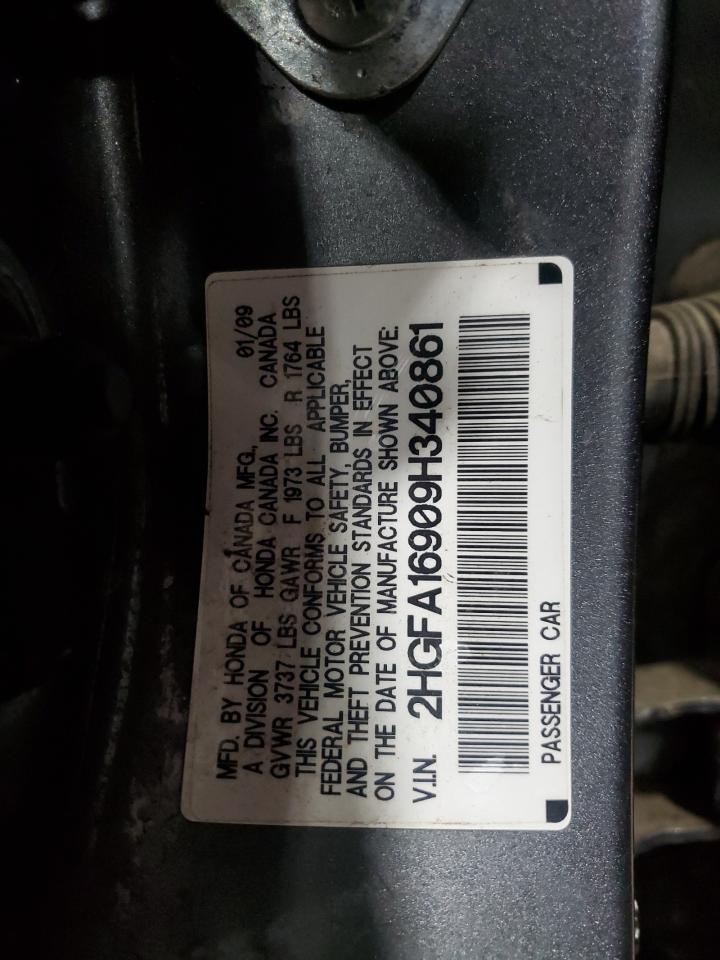 MFD. BY HONDA OF CANADA MFG, 01/09
A DIVISION OF HONDA CANADA INC. CANADA
GVWR 3737 LBS GAWR F 1973 LBS R 1764 LBS
THIS VEHICLE CONFORMS TO ALL APPLICABLE
FEDERAL MOTOR VEHICLE SAFETY, BUMPER,
AND THEFT PREVENTION STANDARDS IN EFFECT
ON THE DATE OF MANUFACTURE SHOWN ABOVE:
V.I.N. 2HGFA16909H340861
PASSENGER CAR